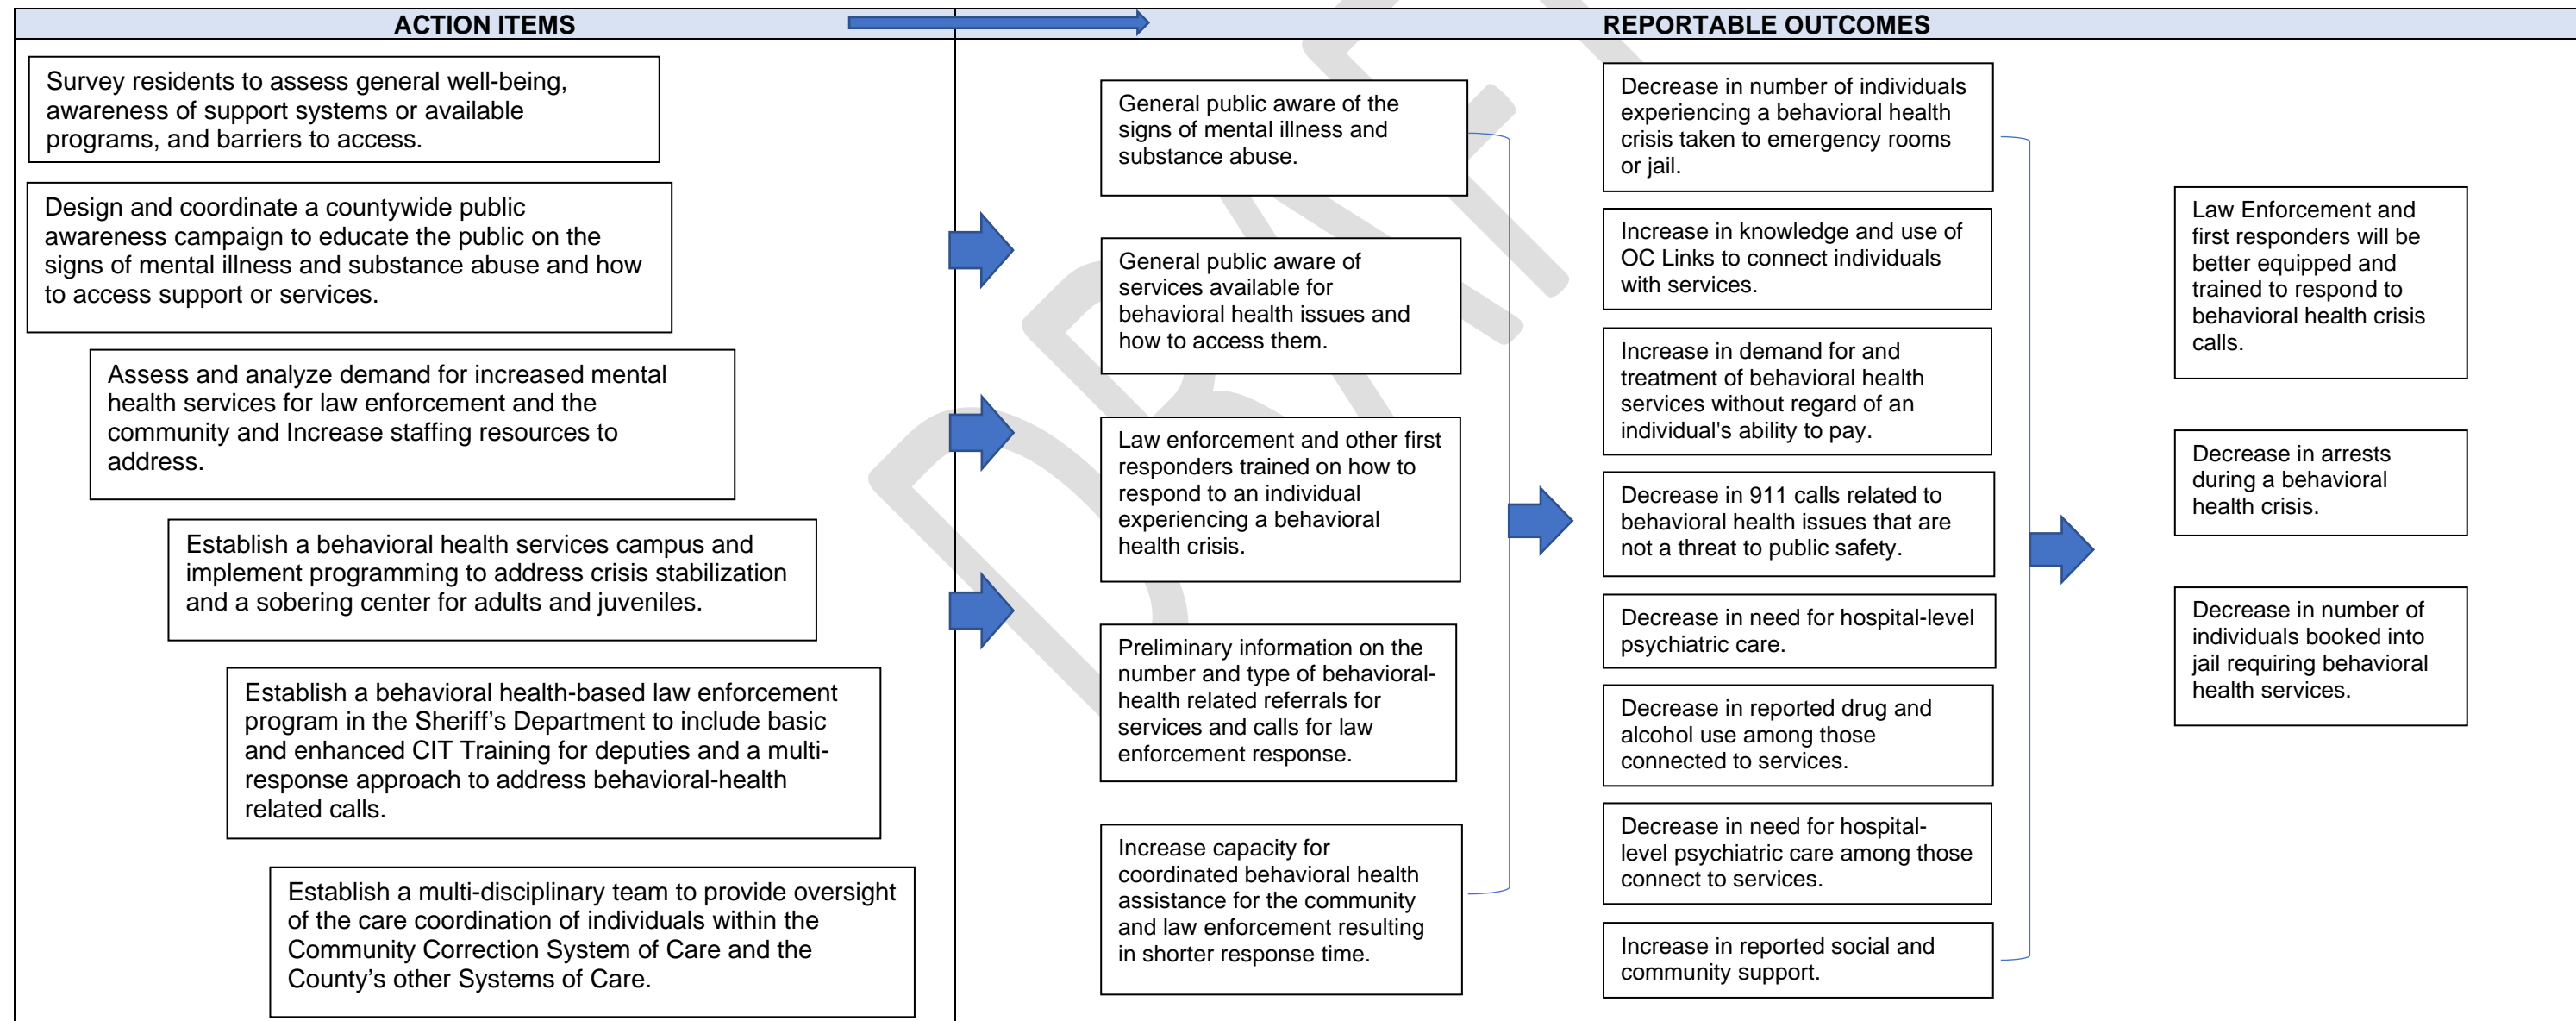 ACTION ITEMS
REPORTABLE OUTCOMES
Survey residents to assess general well-being,
awareness of support systems or available
programs, and barriers to access.
Design and coordinate a countywide public
awareness campaign to educate the public on the
signs of mental illness and substance abuse and how
to access support or services.
Assess and analyze demand for increased mental
health services for law enforcement and the
community and Increase staffing resources to
address.
Establish a behavioral health services campus and
implement programming to address crisis stabilization
and a sobering center for adults and juveniles.
Establish a behavioral health-based law enforcement
program in the Sheriff’s Department to include basic
and enhanced CIT Training for deputies and a multi-
response approach to address behavioral-health
related calls.
Establish a multi-disciplinary team to provide oversight
of the care coordination of individuals within the
Community Correction System of Care and the
County’s other Systems of Care.
General public aware of the
signs of mental illness and
substance abuse.
General public aware of
services available for
behavioral health issues and
how to access them.
Law enforcement and other first
responders trained on how to
respond to an individual
experiencing a behavioral
health crisis.
Preliminary information on the
number and type of behavioral-
health related referrals for
services and calls for law
enforcement response.
Increase capacity for
coordinated behavioral health
assistance for the community
and law enforcement resulting
in shorter response time.
Decrease in number of individuals
experiencing a behavioral health
crisis taken to emergency rooms
or jail.
Increase in knowledge and use of
OC Links to connect individuals
with services.
Increase in demand for and
treatment of behavioral health
services without regard of an
individual's ability to pay.
Decrease in 911 calls related to
behavioral health issues that are
not a threat to public safety.
Decrease in need for hospital-level
psychiatric care.
Decrease in reported drug and
alcohol use among those
connected to services.
Decrease in need for hospital-
level psychiatric care among those
connect to services.
Increase in reported social and
community support.
Law Enforcement and
first responders will be
better equipped and
trained to respond to
behavioral health crisis
calls.
Decrease in arrests
during a behavioral
health crisis.
Decrease in number of
individuals booked into
jail requiring behavioral
health services.
DRAFT